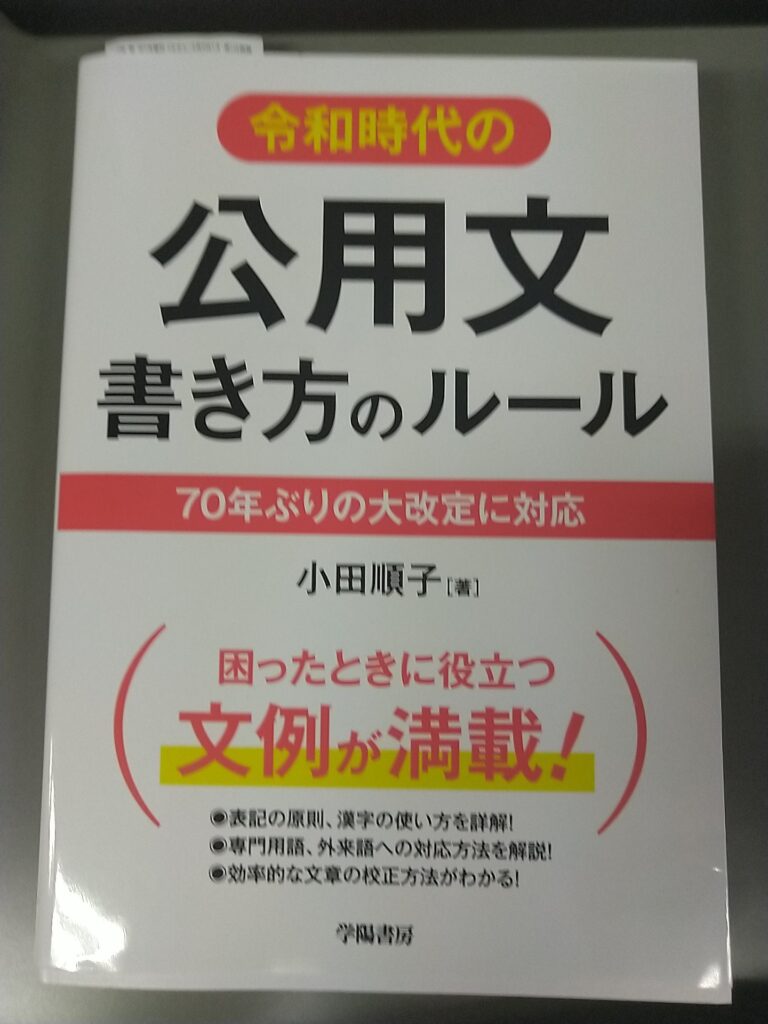 令和時代の
公用文
書き方のルール
70年ぶりの大改定に対応
小田順子[著]
困ったときに役立つ
文例が満載!
◉表記の原則、漢字の使い方を詳解!
◉専門用語、外来語への対応方法を解説!
◉効率的な文章の校正方法がわかる!
学陽書房